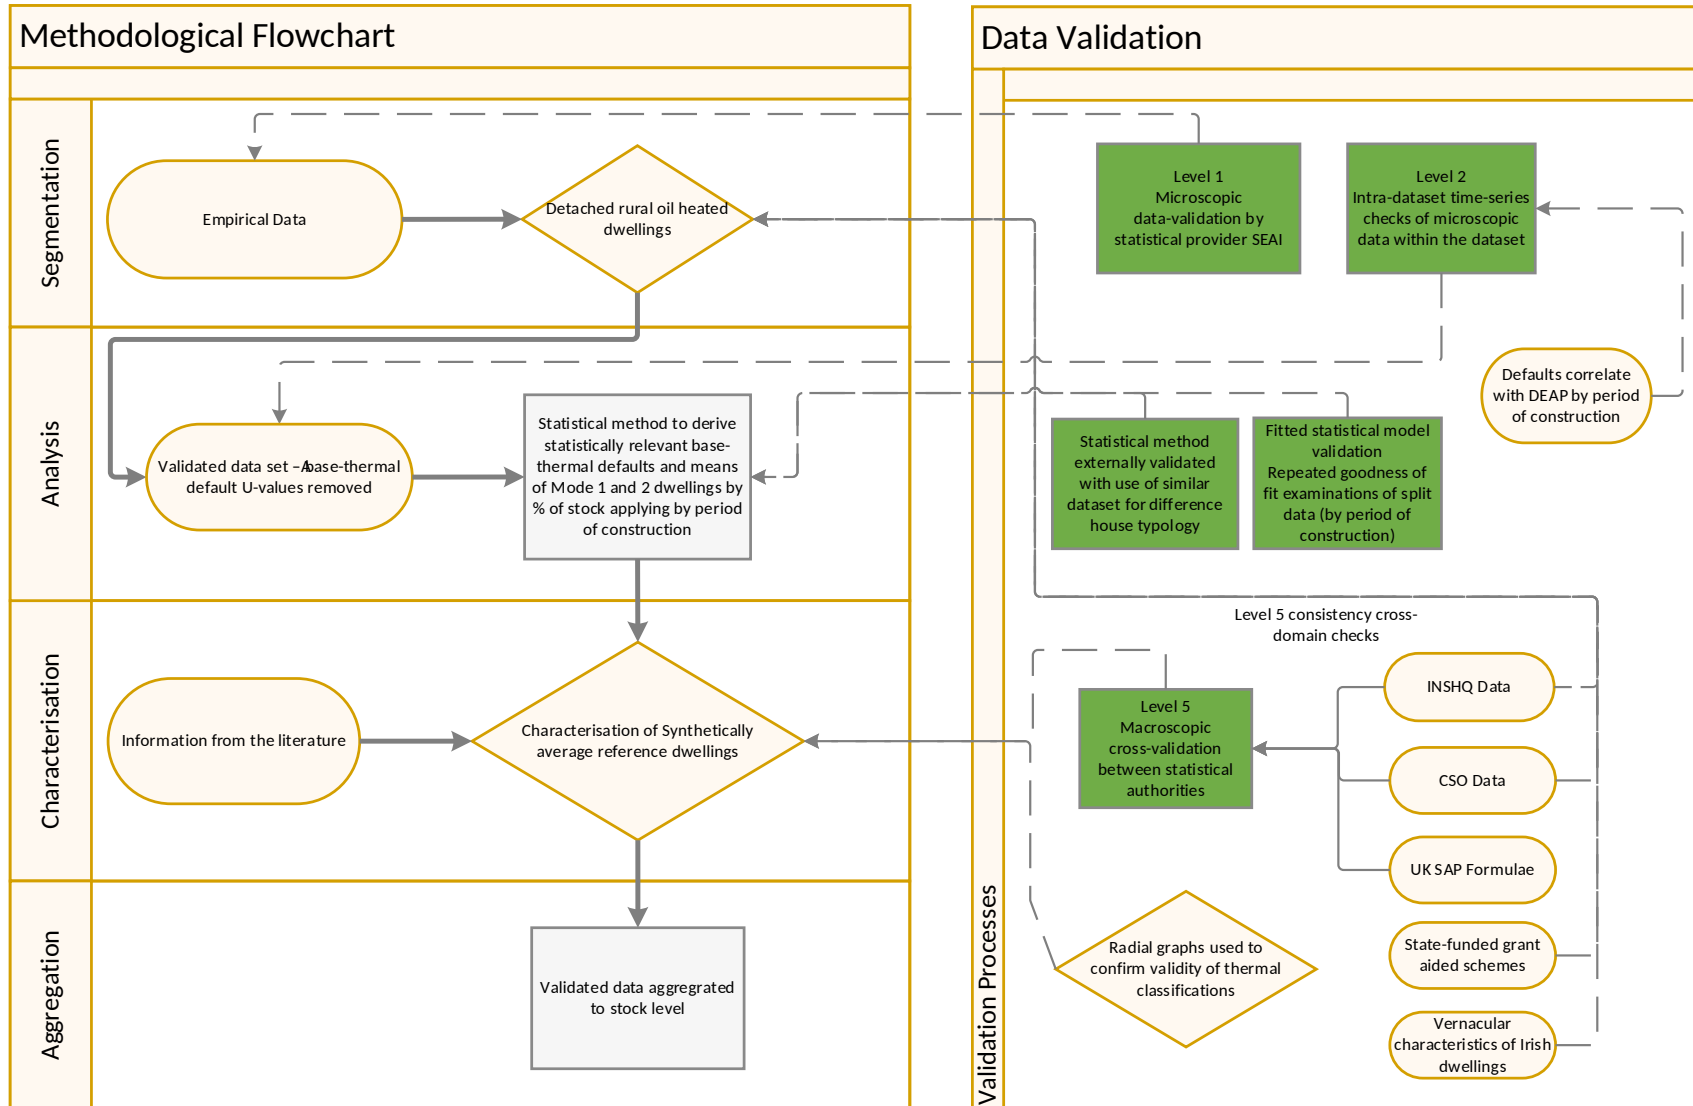 Methodological Flowchart
Segmentation
Empirical Data
Detached rural oil heated
dwellings
Analysis
Validated data set – base-thermal
default U-values removed
Statistical method to derive
statistically relevant base-
thermal defaults and means
of Mode 1 and 2 dwellings by
% of stock applying by period
of construction
Characterisation
Information from the literature
Characterisation of Synthetically
average reference dwellings
Aggregation
Validated data aggregrated
to stock level
Data Validation
Validation Processes
Level 1
Microscopic
data-validation by
statistical provider SEAI
Level 2
Intra-dataset time-series
checks of microscopic
data within the dataset
Defaults correlate
with DEAP by period
of construction
Statistical method
externally validated
with use of similar
dataset for difference
house typology
Fitted statistical model
validation
Repeated goodness of
fit examinations of split
data (by period of
construction)
Level 5 consistency cross-
domain checks
Level 5
Macroscopic
cross-validation
between statistical
authorities
INSHQ Data
CSO Data
UK SAP Formulae
State-funded grant
aided schemes
Vernacular
characteristics of Irish
dwellings
Radial graphs used to
confirm validity of thermal
classifications